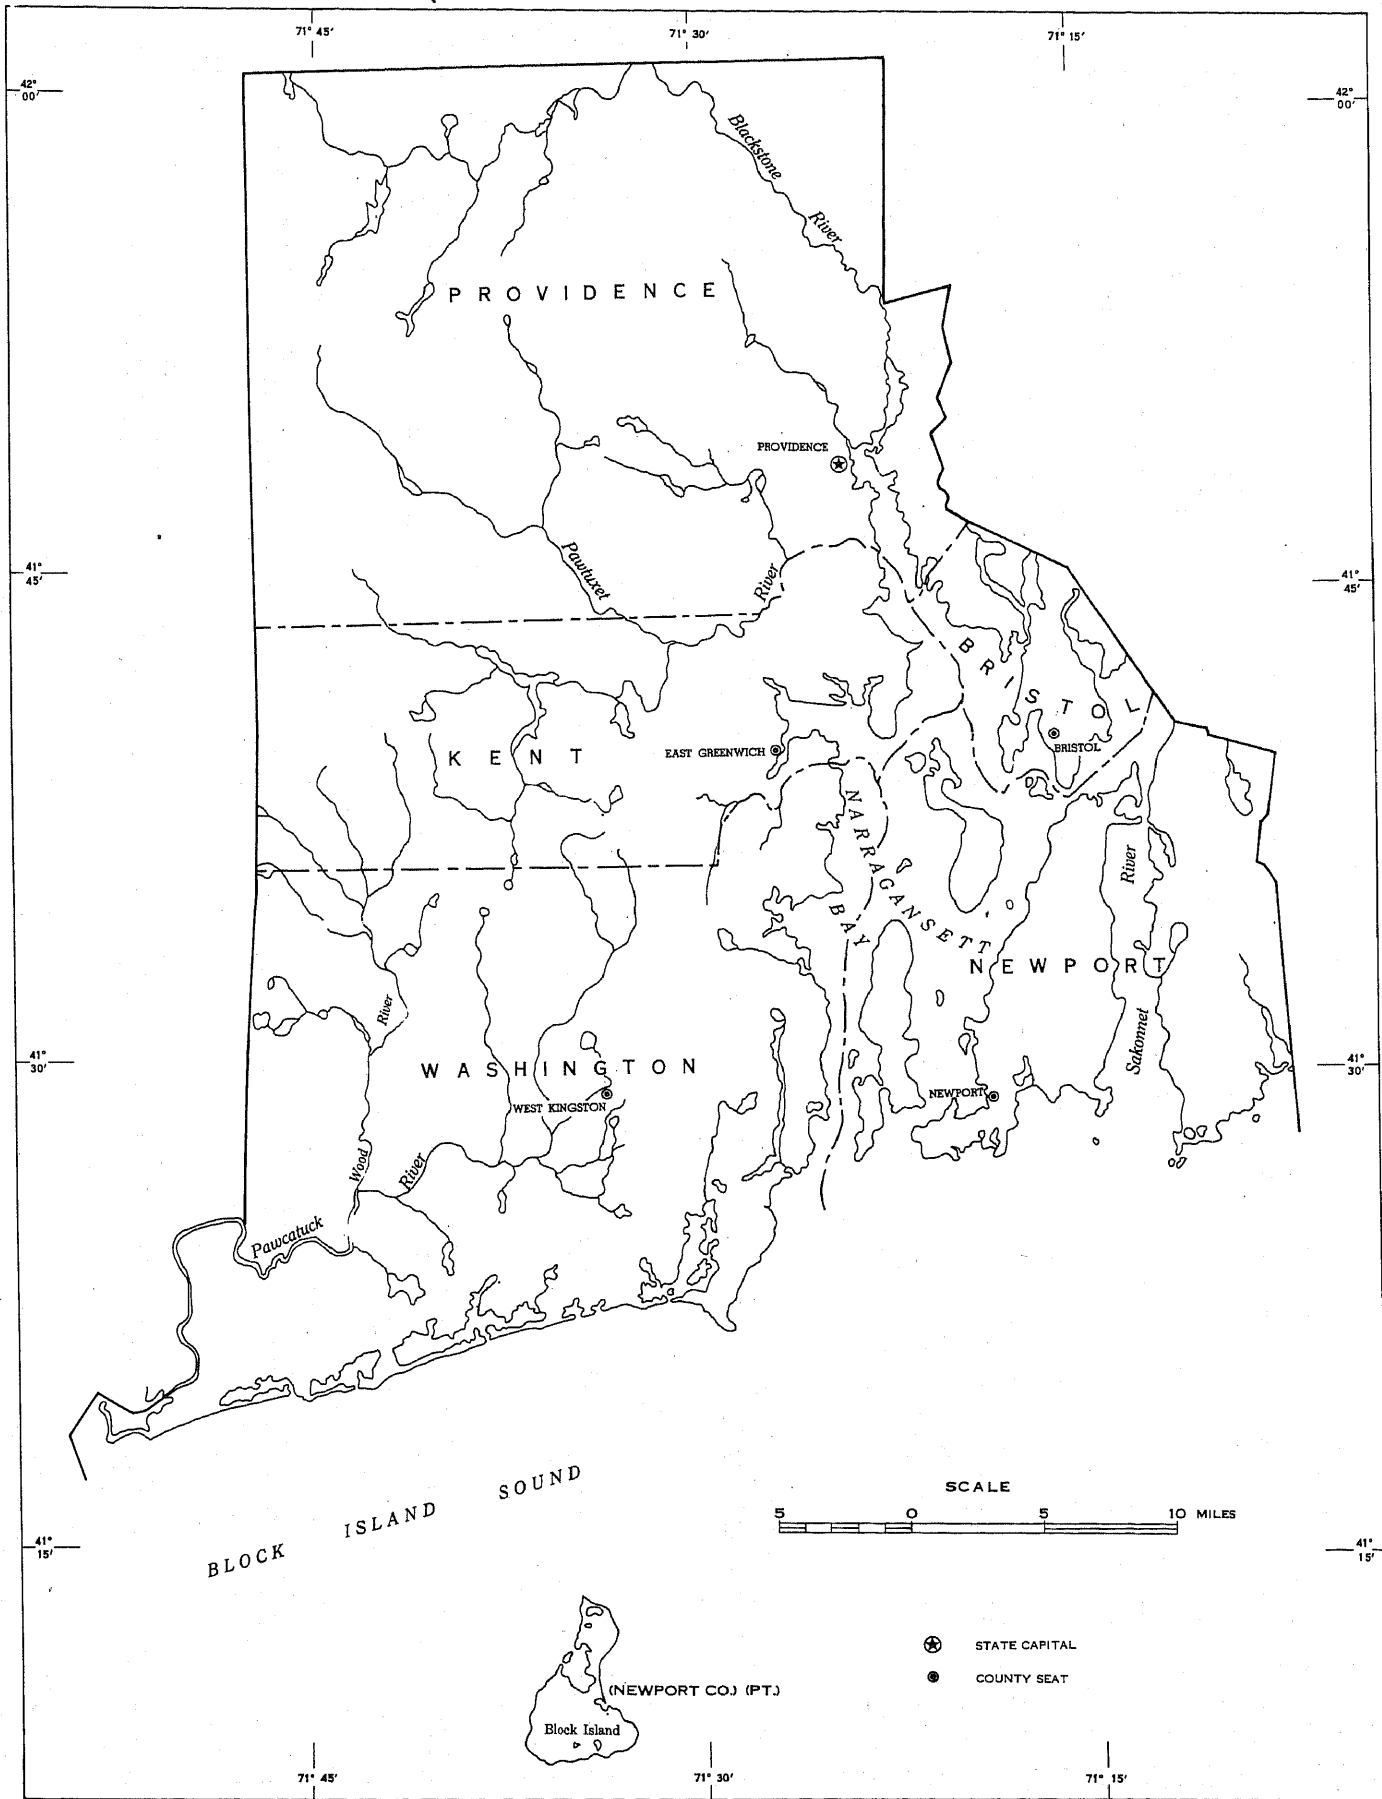 71° 45'
71° 30'
71° 15'
42° 00'
42° 00'
Blackstone River
PROVIDENCE
PROVIDENCE
41° 45'
41° 45'
Pawtuxet River
BRISTOL
BRISTOL
KENT
EAST GREENWICH
NARRAGANSETT BAY
River
NEWPORT
River
Sakonnet
41° 30'
41° 30'
WASHINGTON
NEWPORT
WEST KINGSTON
Wood
River
Pawcatuck
SCALE
5 0 5 10 MILES
BLOCK ISLAND SOUND
41° 15'
41° 15'
STATE CAPITAL
COUNTY SEAT
(NEWPORT CO.) (PT.)
Block Island
71° 45'
71° 30'
71° 15'